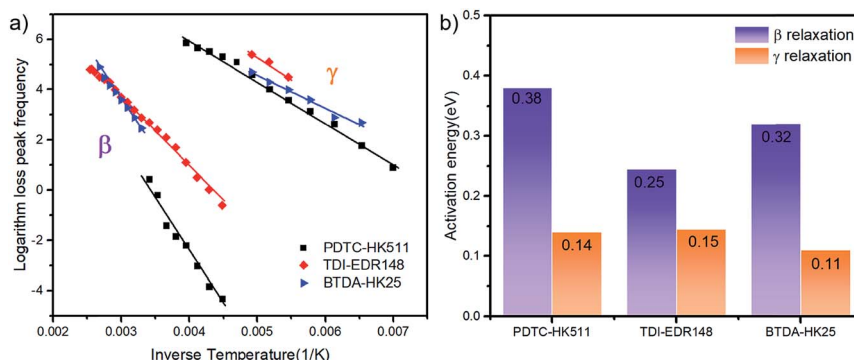 a)
Logarithm loss peak frequency
6
4
2
0
-2
-4
β
γ
PDTC-HK511
TDI-EDR148
BTDA-HK25
0.002 0.003 0.004 0.005 0.006 0.007
Inverse Temperature(1/K)
b)
Activation energy(eV)
0.5
0.4
0.3
0.2
0.1
0.0
β relaxation
γ relaxation
0.38
0.14
0.25
0.15
0.32
0.11
PDTC-HK511 TDI-EDR148 BTDA-HK25